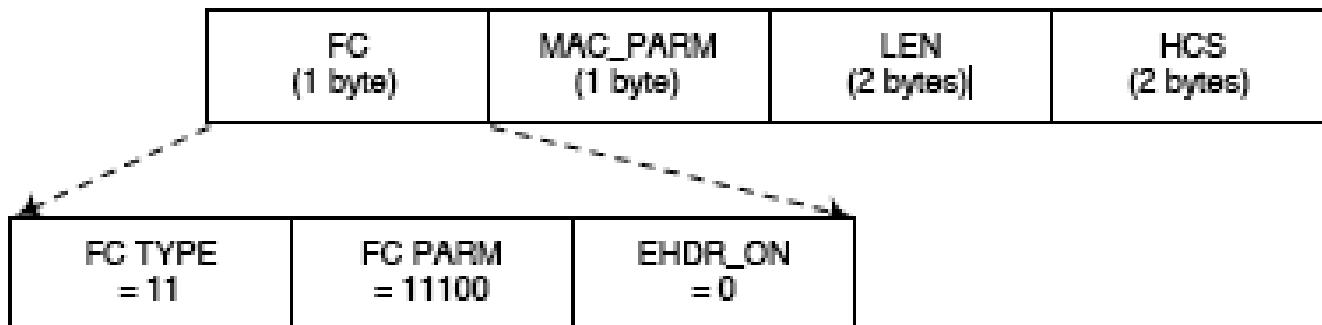 FC
(1 byte)
MAC_PARM
(1 byte)
LEN
(2 bytes)
HCS
(2 bytes)
FC TYPE
= 11
FC PARM
= 11100
EHDR_ON
= 0